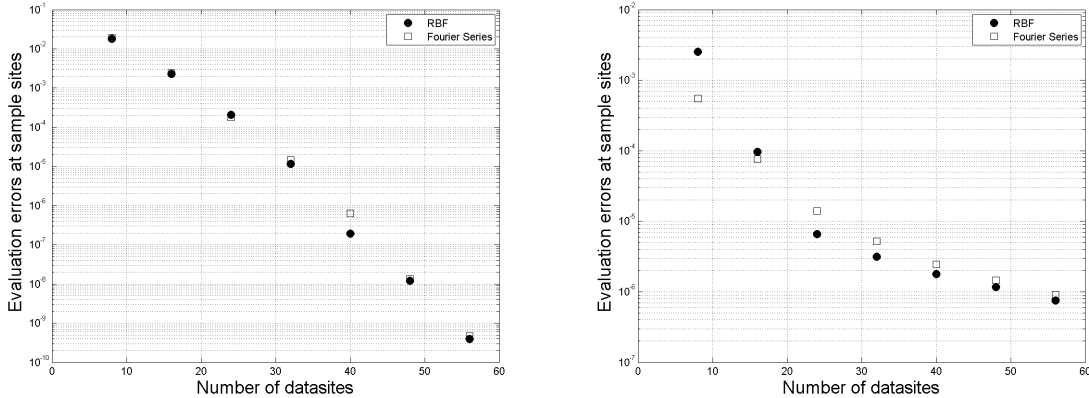 10^-1
10^-2
10^-3
10^-4
10^-5
10^-6
10^-7
10^-8
10^-9
10^-10
Evaluation errors at sample sites
RBF
Fourier Series
0 10 20 30 40 50 60
Number of datasites
10^-2
10^-3
10^-4
10^-5
10^-6
10^-7
Evaluation errors at sample sites
RBF
Fourier Series
0 10 20 30 40 50 60
Number of datasites